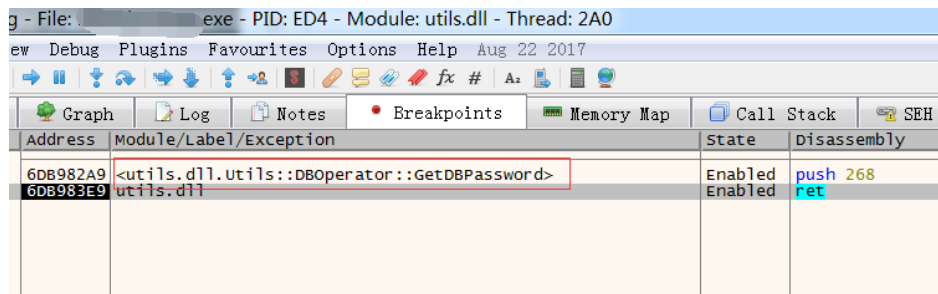 g - File: .exe - PID: ED4 - Module: utils.dll - Thread: 2A0
ew Debug Plugins Favourites Options Help Aug 22 2017
Graph Log Notes Breakpoints Memory Map Call Stack SEH
Address Module/Label/Exception State Disassembly
6DB982A9 <utils.dll.Utils::DBOperator::GetDBPassword> Enabled push 268
6DB983E9 utils.dll Enabled ret